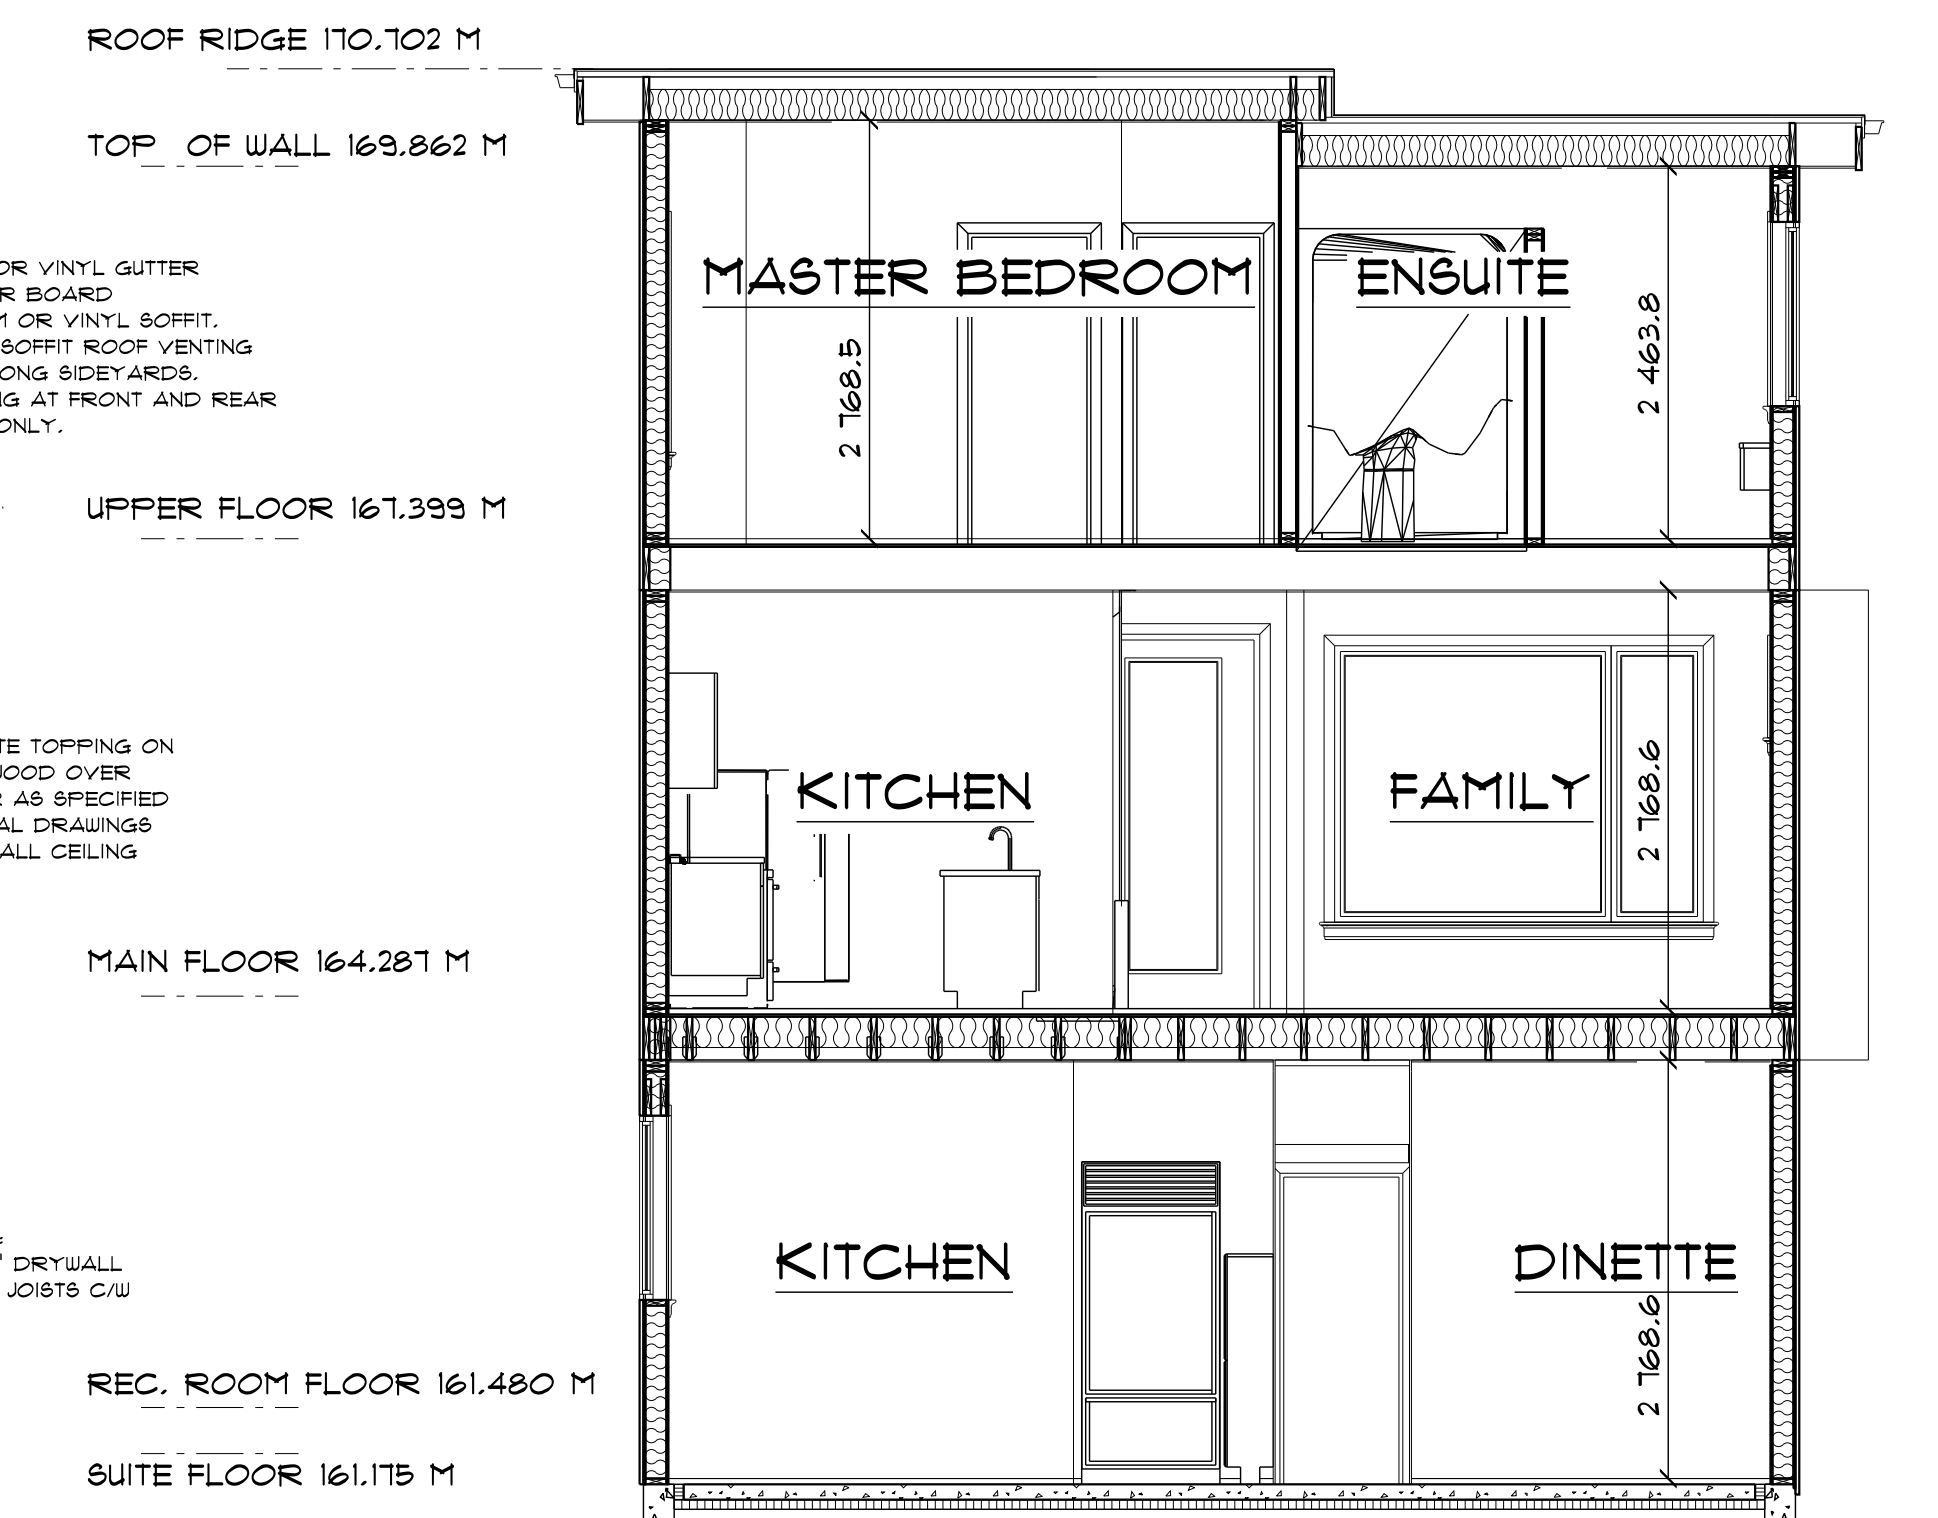 ROOF RIDGE 170.702 M
TOP OF WALL 169.862 M
OR VINYL GUTTER
R BOARD
M OR VINYL SOFFIT.
SOFFIT ROOF VENTING
ONG SIDEYARDS.
NG AT FRONT AND REAR
ONLY.
MASTER BEDROOM
ENSUITE
2 768.5
2 463.8
UPPER FLOOR 167.399 M
TE TOPPING ON
WOOD OVER
R AS SPECIFIED
AL DRAWINGS
ALL CEILING
KITCHEN
FAMILY
2 768.6
MAIN FLOOR 164.287 M
DRYWALL
JOISTS C/W
KITCHEN
DINETTE
2 768.6
REC. ROOM FLOOR 161.480 M
SUITE FLOOR 161.175 M